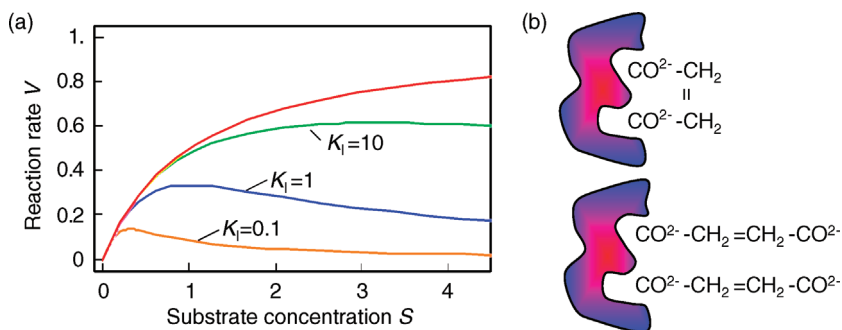 (a)
1.
0.8
0.6
0.4
0.2
0
Reaction rate V
K_I=10
K_I=1
K_I=0.1
0 1 2 3 4
Substrate concentration S
(b)
CO²⁻-CH₂
=
CO²⁻-CH₂
CO²⁻-CH₂=CH₂-CO²⁻
CO²⁻-CH₂=CH₂-CO²⁻